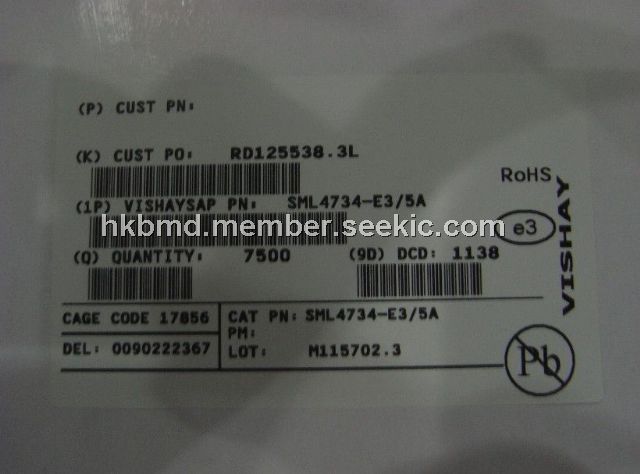 (P) CUST PN:
(K) CUST PO: RD125538.3L
RoHS
(1P) VISHAYSAP PN: SML4734-E3/5A
hkbmd.member.seekic.com
e3
VISHAY
(Q) QUANTITY: 7500 (9D) DCD: 1138
CAGE CODE 17856
CAT PN: SML4734-E3/5A
PM:
DEL: 0090222367
LOT: M115702.3
Pb